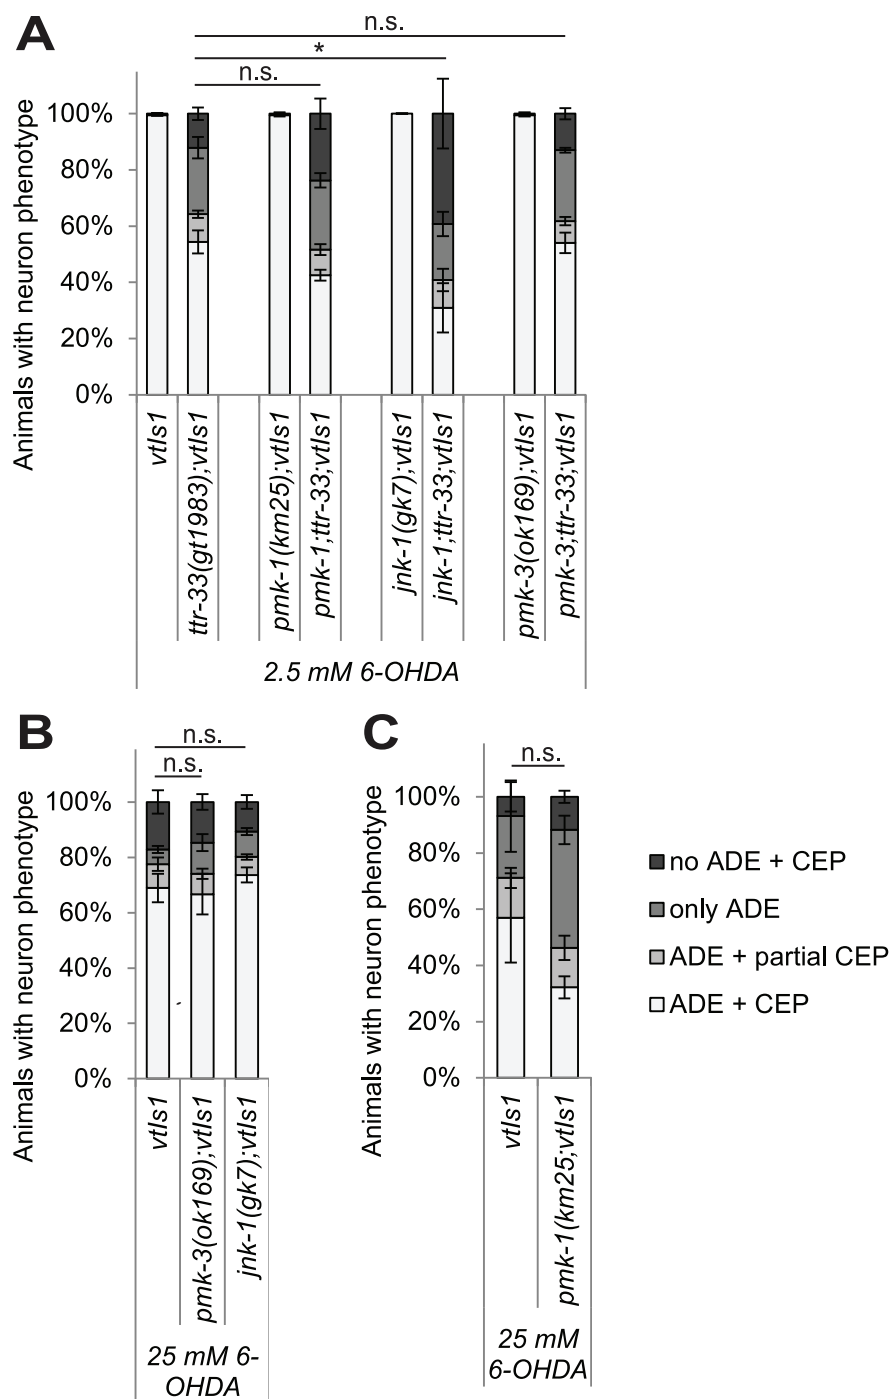 A
n.s.
*
n.s.
Animals with neuron phenotype
100%
80%
60%
40%
20%
0%
vtIs1
ttr-33(gt1983);vtIs1
pmk-1(km25);vtIs1
pmk-1;ttr-33;vtIs1
jnk-1(gk7);vtIs1
jnk-1;ttr-33;vtIs1
pmk-3(ok169);vtIs1
pmk-3;ttr-33;vtIs1
2.5 mM 6-OHDA
B
n.s.
n.s.
Animals with neuron phenotype
100%
80%
60%
40%
20%
0%
vtIs1
pmk-3(ok169);vtIs1
jnk-1(gk7);vtIs1
25 mM 6-
OHDA
C
n.s.
Animals with neuron phenotype
100%
80%
60%
40%
20%
0%
vtIs1
pmk-1(km25;vtIs1
25 mM
6-OHDA
no ADE + CEP
only ADE
ADE + partial CEP
ADE + CEP